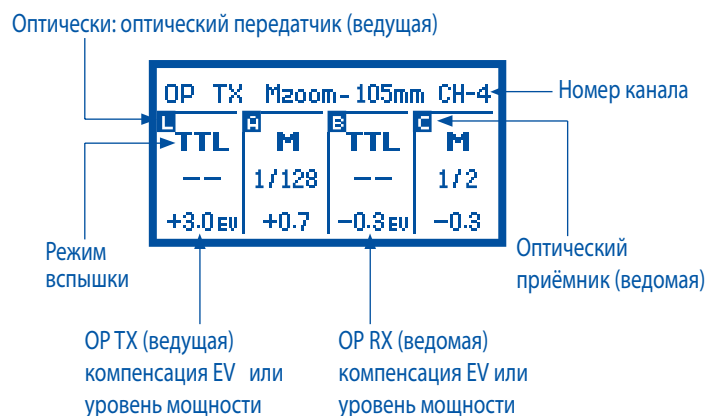 Оптически: оптический передатчик (ведущая)
OP TX Mzoom-105mm CH-4
Номер канала
L A B C
TTL M TTL M
-- 1/128 -- 1/2
+3.0 EV +0.7 -0.3 EV -0.3
Режим
вспышки
Оптический
приёмник (ведомая)
OP TX (ведущая)
компенсация EV или
уровень мощности
OP RX (ведомая)
компенсация EV или
уровень мощности